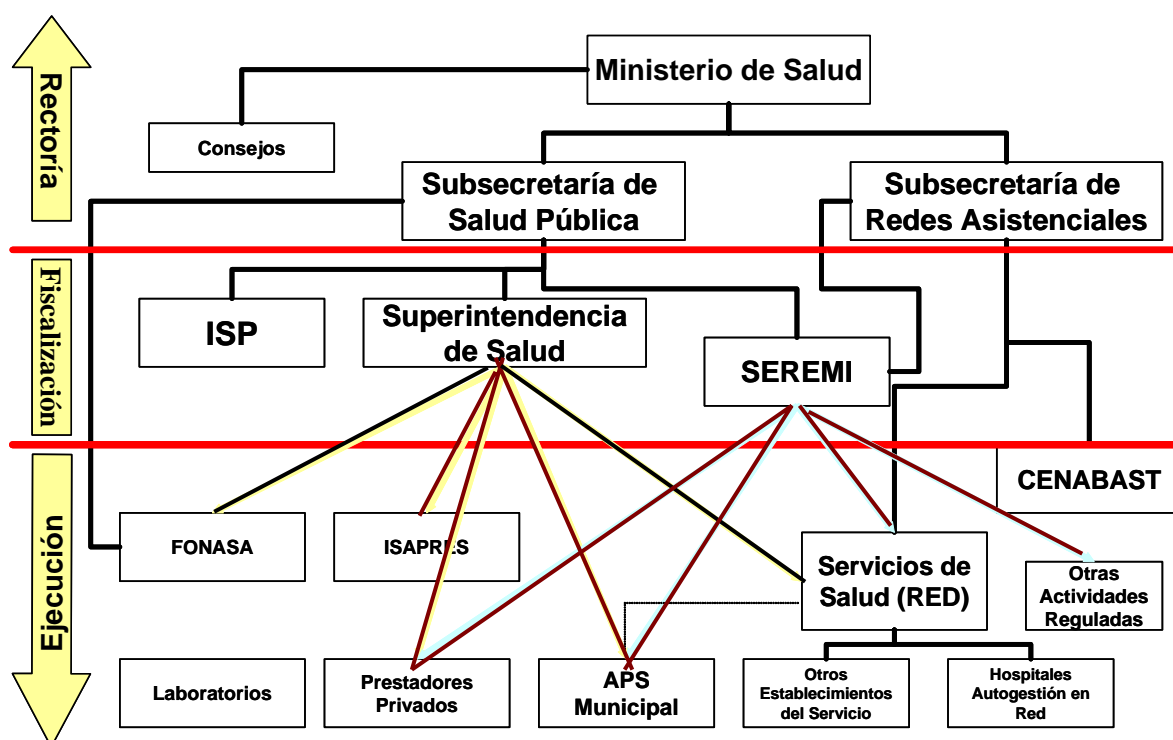 Rectoría
Ministerio de Salud
Consejos
Subsecretaría de
Salud Pública
Subsecretaría de
Redes Asistenciales
Fiscalización
ISP
Superintendencia
de Salud
SEREMI
Ejecución
CENABAST
FONASA
ISAPRES
Servicios de
Salud (RED)
Otras
Actividades
Reguladas
Laboratorios
Prestadores
Privados
APS
Municipal
Otros
Establecimientos
del Servicio
Hospitales
Autogestión en
Red